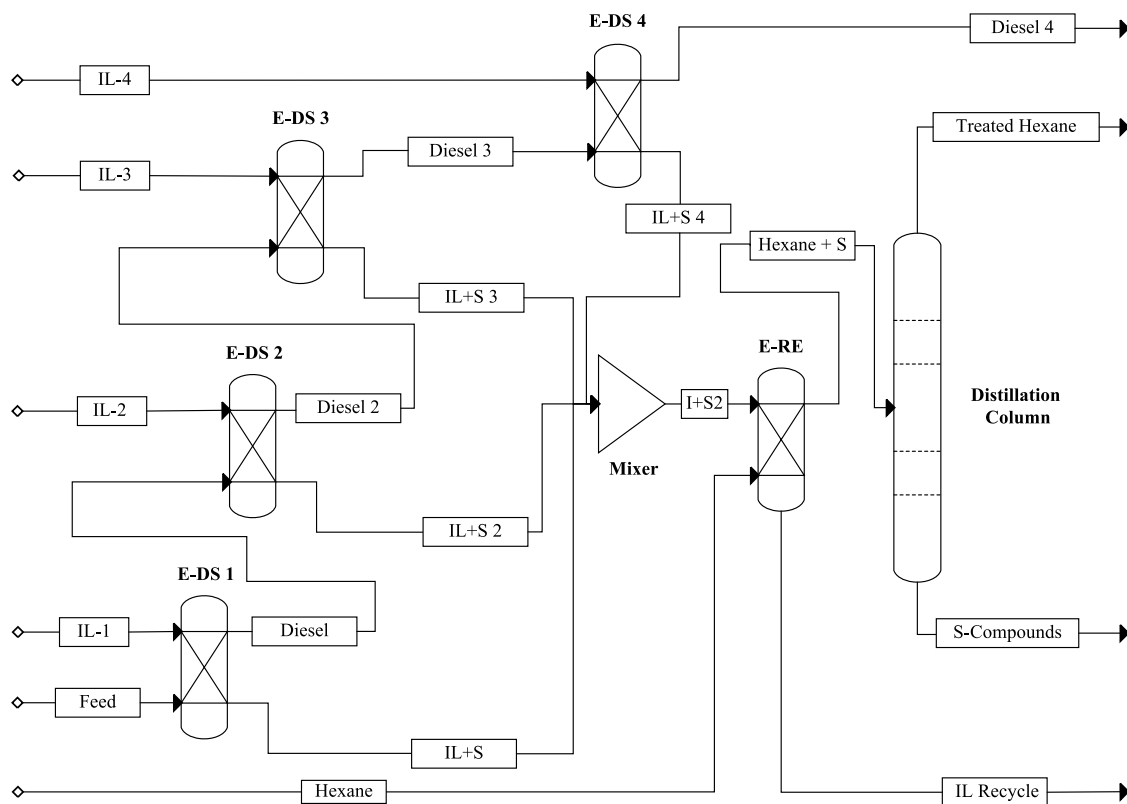 E-DS 4
Diesel 4
IL-4
E-DS 3
Treated Hexane
Diesel 3
IL-3
IL+S 4
Hexane + S
IL+S 3
E-RE
E-DS 2
Diesel 2
IL-2
I+S2
Distillation
Column
Mixer
IL+S 2
E-DS 1
IL-1
Diesel
S-Compounds
Feed
IL+S
Hexane
IL Recycle